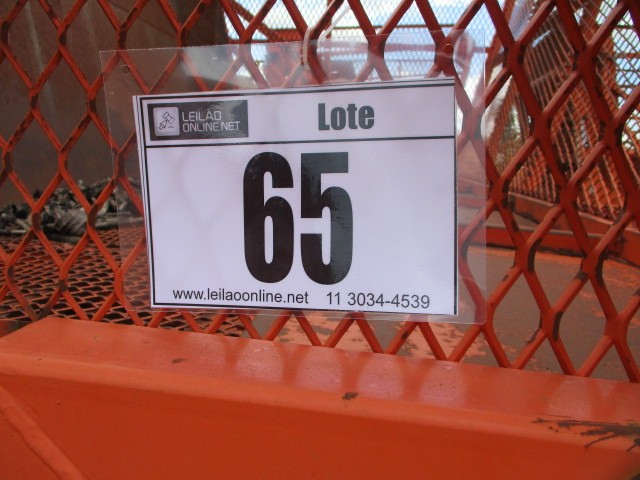 LEILÃO
ONLINE.NET
Lote
65
www.leilaoonline.net 11 3034-4539